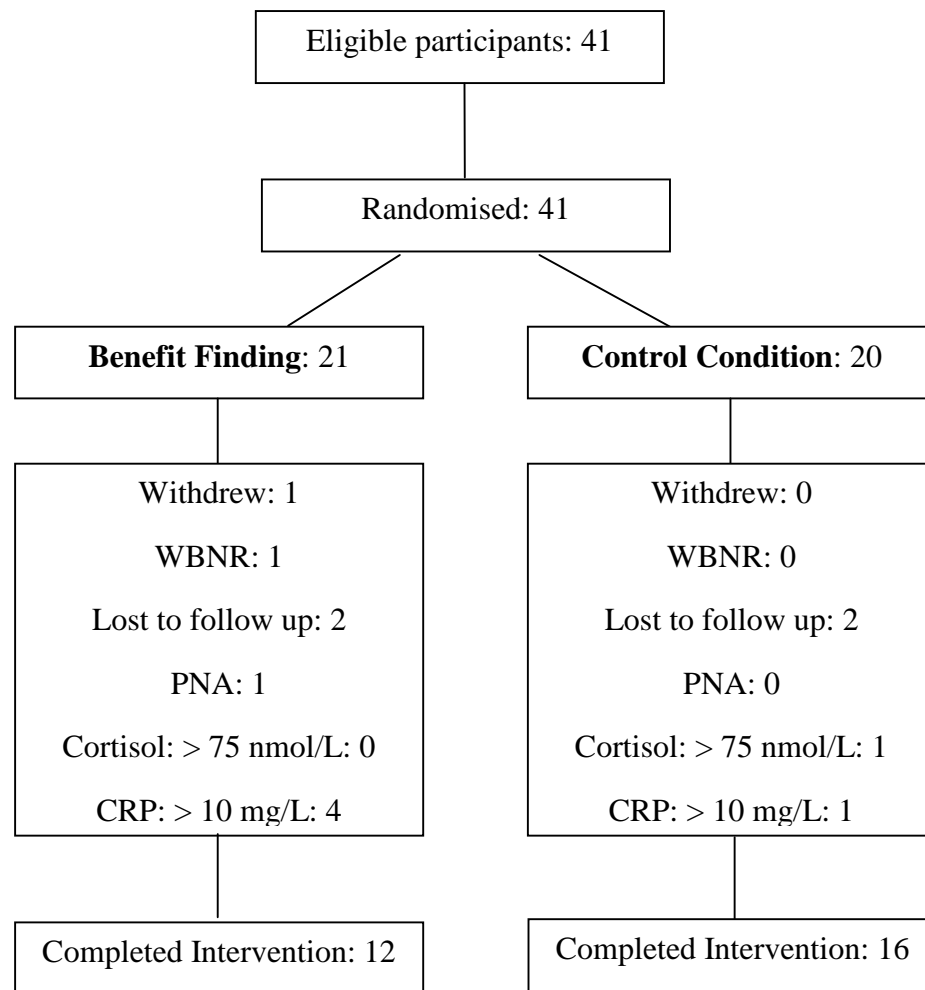 Eligible participants: 41
Randomised: 41
Benefit Finding: 21
Control Condition: 20
Withdrew: 1
WBNR: 1
Lost to follow up: 2
PNA: 1
Cortisol: > 75 nmol/L: 0
CRP: > 10 mg/L: 4
Withdrew: 0
WBNR: 0
Lost to follow up: 2
PNA: 0
Cortisol: > 75 nmol/L: 1
CRP: > 10 mg/L: 1
Completed Intervention: 12
Completed Intervention: 16